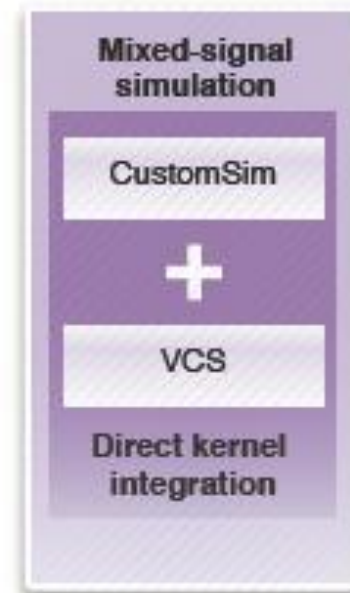 Mixed-signal
simulation
CustomSim
+
VCS
Direct kernel
integration